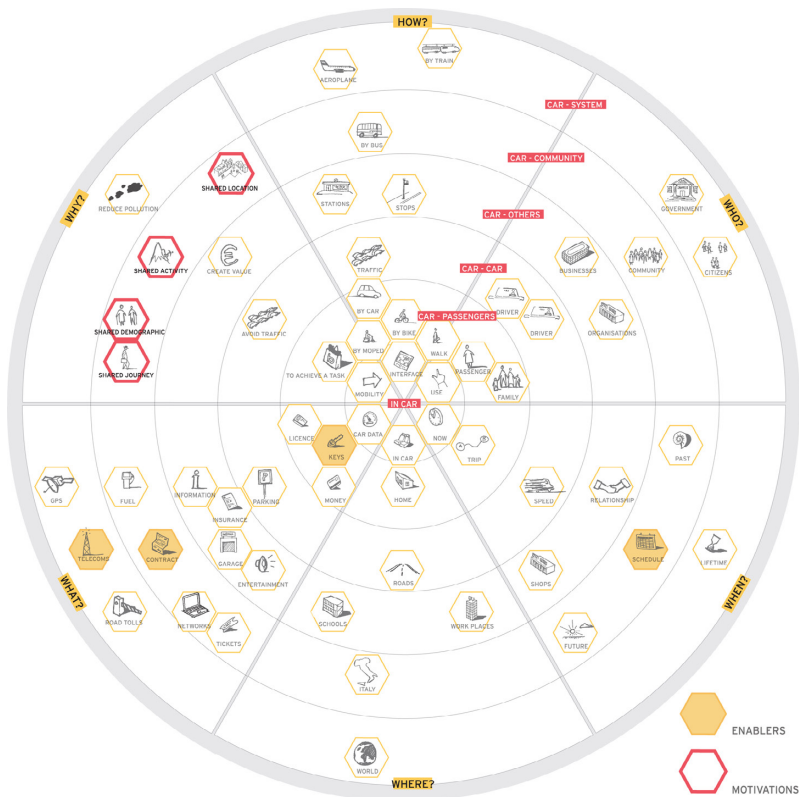 HOW?
BY TRAIN
AEROPLANE
CAR - SYSTEM
BY BUS
CAR - COMMUNITY
SHARED LOCATION
WHY?
REDUCE POLLUTION
STATIONS
STOPS
CAR - OTHERS
GOVERNMENT
WHO?
SHARED ACTIVITY
CREATE VALUE
TRAFFIC
CAR - CAR
BUSINESSES
COMMUNITY
CITIZENS
BY CAR
DRIVER
CAR - PASSENGERS
SHARED DEMOGRAPHIC
AVOID TRAFFIC
BY BIKE
DRIVER
ORGANISATIONS
BY MOPED
WALK
SHARED JOURNEY
TO ACHIEVE A TASK
INTERFACE
PASSENGER
MOBILITY
USE
FAMILY
IN CAR
LICENCE
CAR DATA
NOW
KEYS
IN CAR
TRIP
PAST
GPS
FUEL
INFORMATION
PARKING
MONEY
HOME
SPEED
RELATIONSHIP
INSURANCE
TELECOMS
CONTRACT
GARAGE
SCHEDULE
LIFETIME
ENTERTAINMENT
ROADS
SHOPS
WHAT?
WHEN?
ROAD TOLLS
NETWORKS
SCHOOLS
WORK PLACES
TICKETS
FUTURE
ITALY
ENABLERS
WORLD
WHERE?
MOTIVATIONS